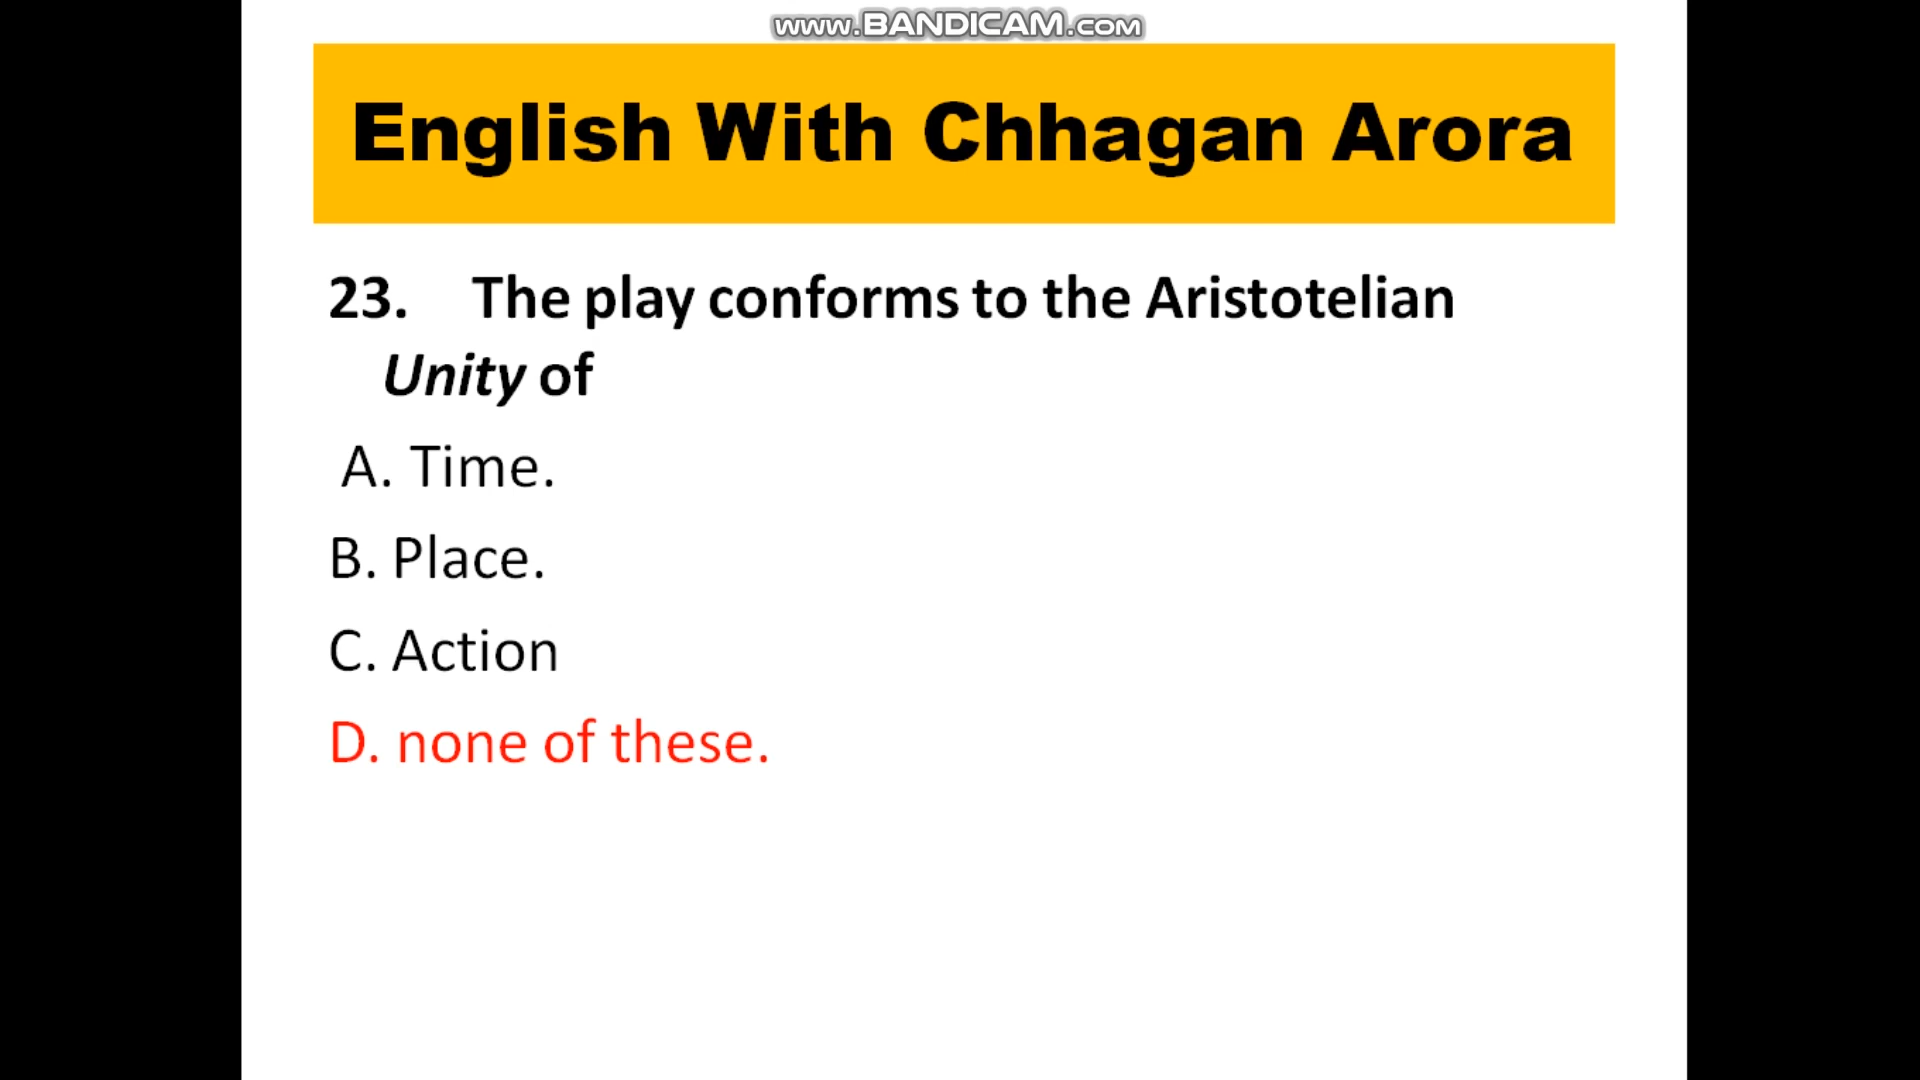 www.BANDICAM.com
English With Chhagan Arora
23. The play conforms to the Aristotelian
Unity of
A. Time.
B. Place.
C. Action
D. none of these.